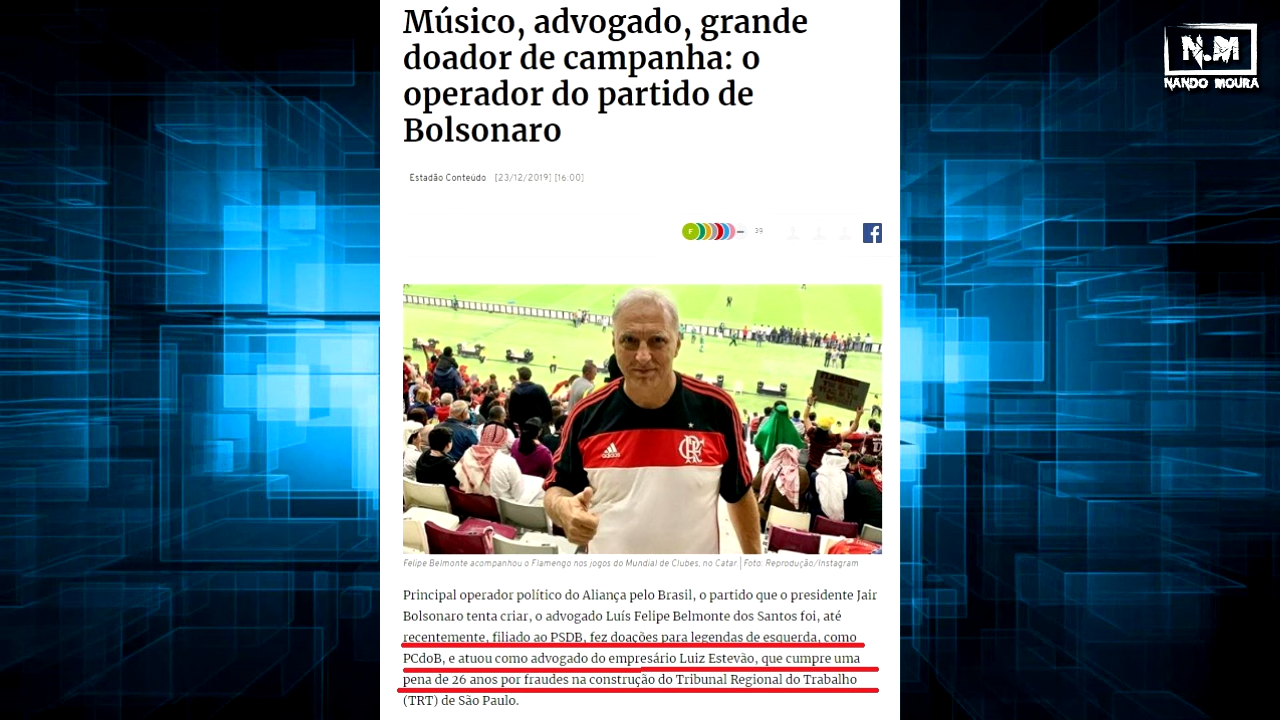 Músico, advogado, grande
doador de campanha: o
operador do partido de
Bolsonaro
N.M
NANDO MOURA
Estadão Conteúdo [23/12/2019] [16:00]
F
39
adidas
Felipe Belmonte acompanhou o Flamengo nos jogos do Mundial de Clubes, no Catar. | Foto: Reprodução/Instagram
Principal operador político do Aliança pelo Brasil, o partido que o presidente Jair
Bolsonaro tenta criar, o advogado Luís Felipe Belmonte dos Santos foi, até
recentemente, filiado ao PSDB, fez doações para legendas de esquerda, como
PCdoB, e atuou como advogado do empresário Luiz Estevão, que cumpre uma
pena de 26 anos por fraudes na construção do Tribunal Regional do Trabalho
(TRT) de São Paulo.